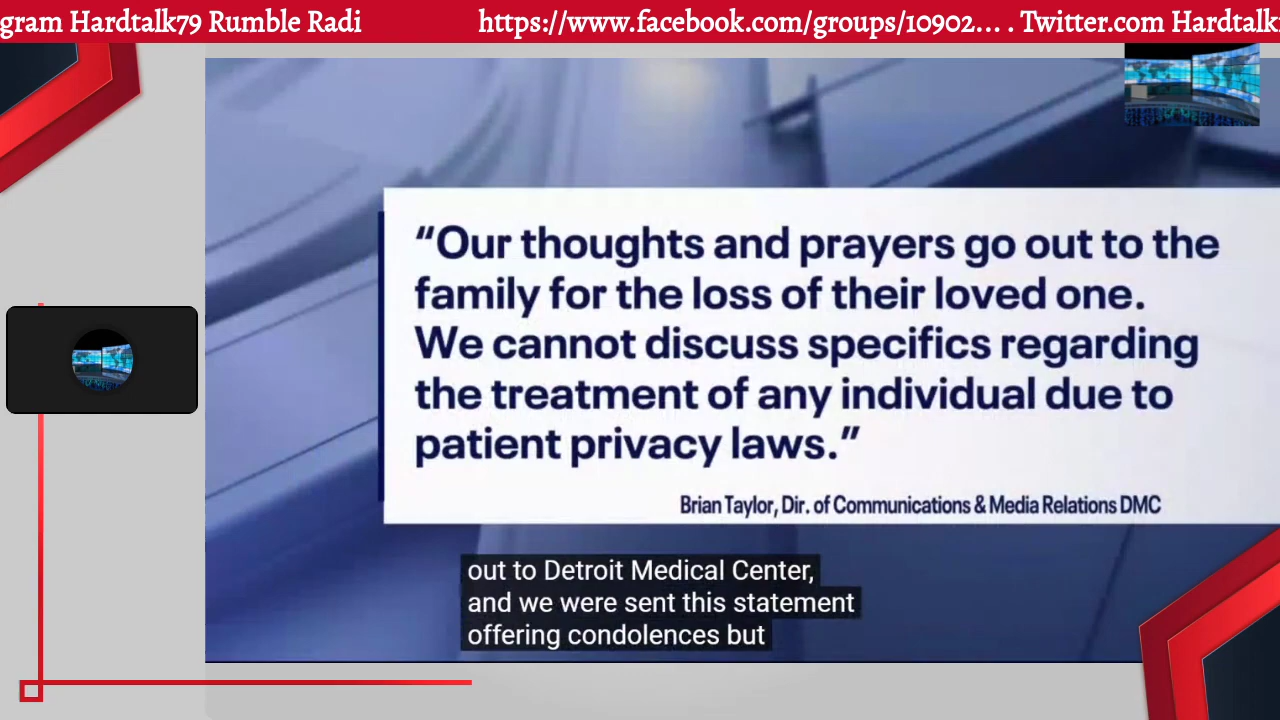 gram Hardtalk79 Rumble Radi https://www.facebook.com/groups/10902... . Twitter.com Hardtalk
“Our thoughts and prayers go out to the
family for the loss of their loved one.
We cannot discuss specifics regarding
the treatment of any individual due to
patient privacy laws.”
Brian Taylor, Dir. of Communications & Media Relations DMC
out to Detroit Medical Center,
and we were sent this statement
offering condolences but